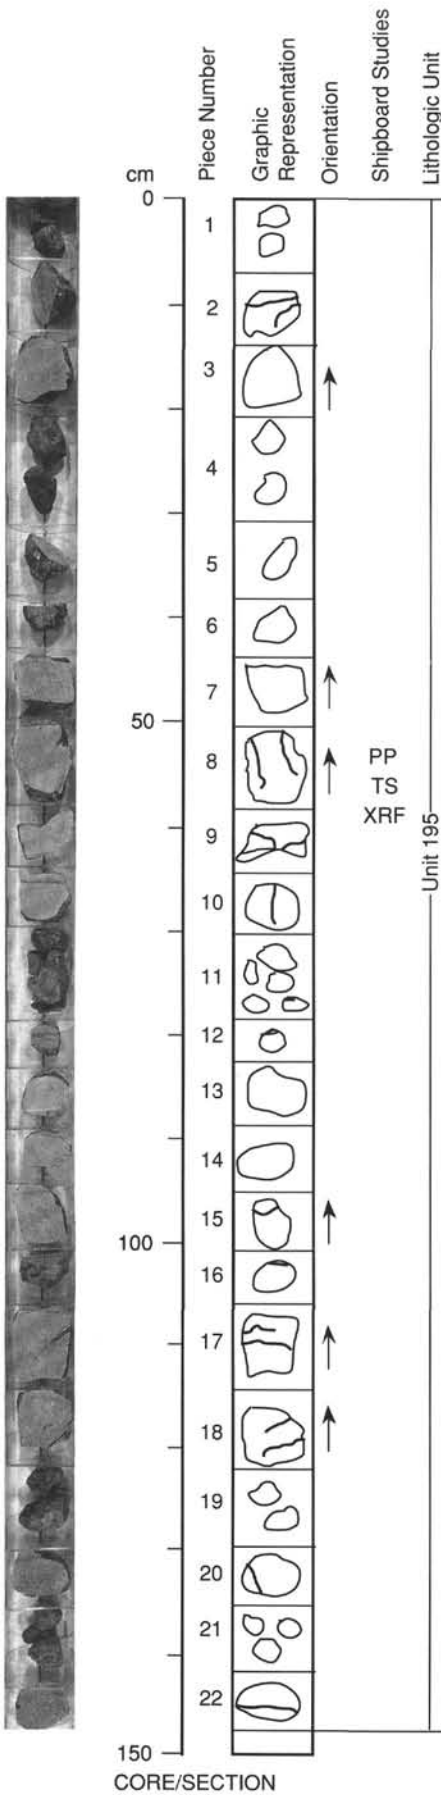 cm
Piece Number
Graphic
Representation
Orientation
Shipboard Studies
Lithologic Unit
0
1
2
3
4
5
6
7
50
8
PP
TS
XRF
9
Unit 195
10
11
12
13
14
15
100
16
17
18
19
20
21
22
150
CORE/SECTION